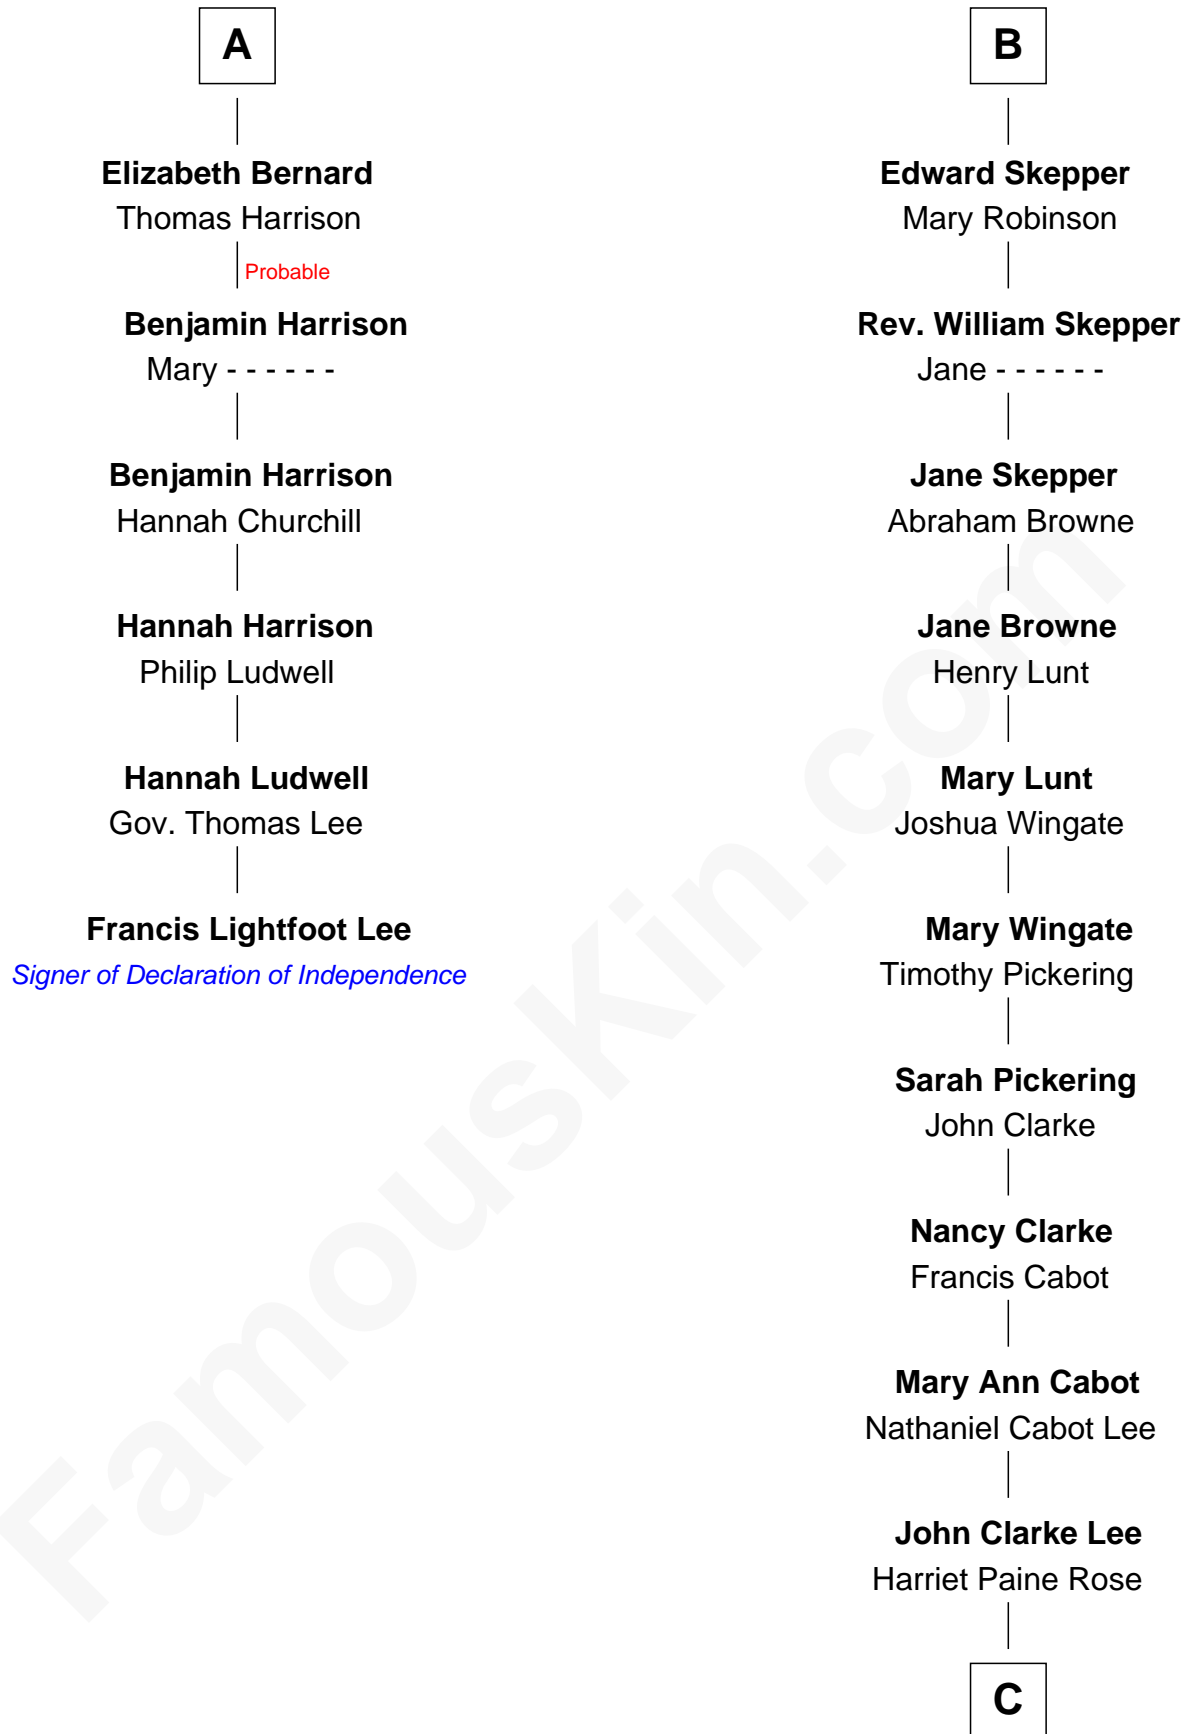 A
Elizabeth Bernard
Thomas Harrison
Probable
Benjamin Harrison
Mary - - - - - -
Benjamin Harrison
Hannah Churchill
Hannah Harrison
Philip Ludwell
Hannah Ludwell
Gov. Thomas Lee
Francis Lightfoot Lee
Signer of Declaration of Independence
B
Edward Skepper
Mary Robinson
Rev. William Skepper
Jane - - - - - -
Jane Skepper
Abraham Browne
Jane Browne
Henry Lunt
Mary Lunt
Joshua Wingate
Mary Wingate
Timothy Pickering
Sarah Pickering
John Clarke
Nancy Clarke
Francis Cabot
Mary Ann Cabot
Nathaniel Cabot Lee
John Clarke Lee
Harriet Paine Rose
C
FamousKin.com